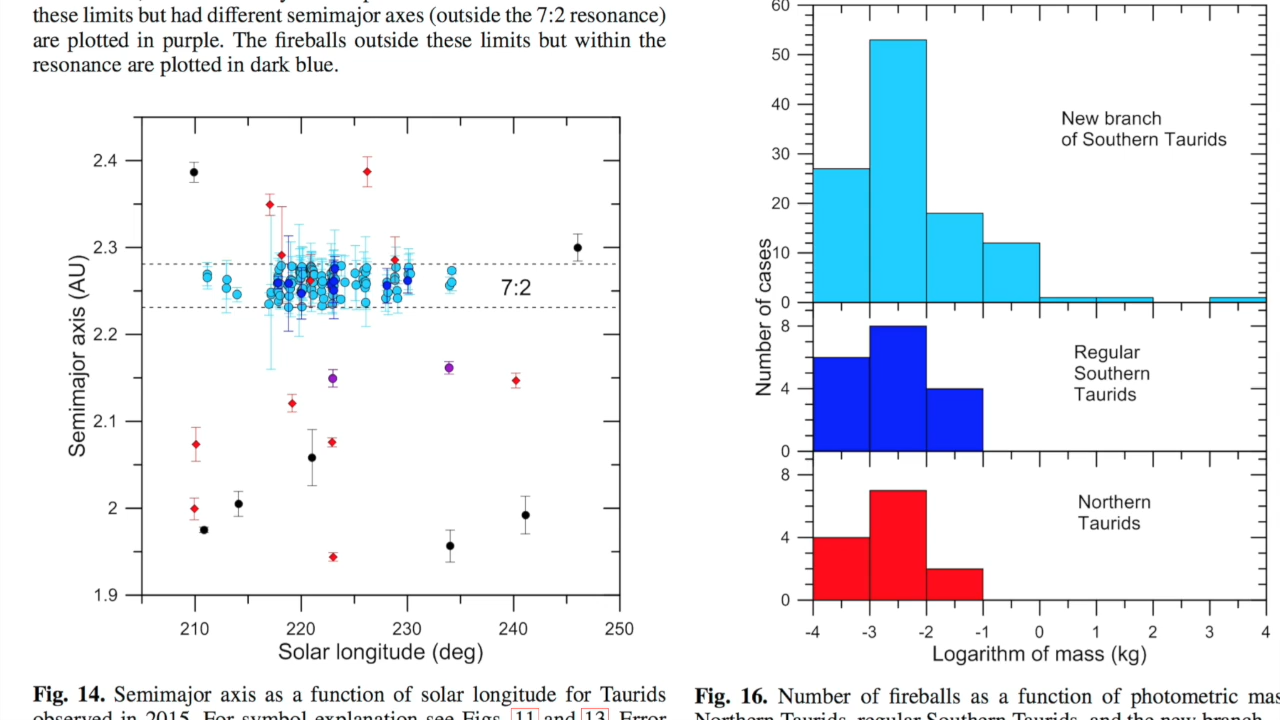 these limits but had different semimajor axes (outside the 7:2 resonance)
are plotted in purple. The fireballs outside these limits but within the
resonance are plotted in dark blue.
2.4
2.3
2.2
2.1
2
1.9
Semimajor axis (AU)
7:2
210
220
230
240
250
Solar longitude (deg)
Fig. 14. Semimajor axis as a function of solar longitude for Taurids
observed in 2015. For symbol explanation see Figs. 11 and 13. Error
60
50
40
30
20
10
0
New branch
of Southern Taurids
Number of cases
8
4
0
Regular
Southern
Taurids
8
4
0
Northern
Taurids
-4
-3
-2
-1
0
1
2
3
4
Logarithm of mass (kg)
Fig. 16. Number of fireballs as a function of photometric mas
Northern Taurids, regular Southern Taurids, and the new branch